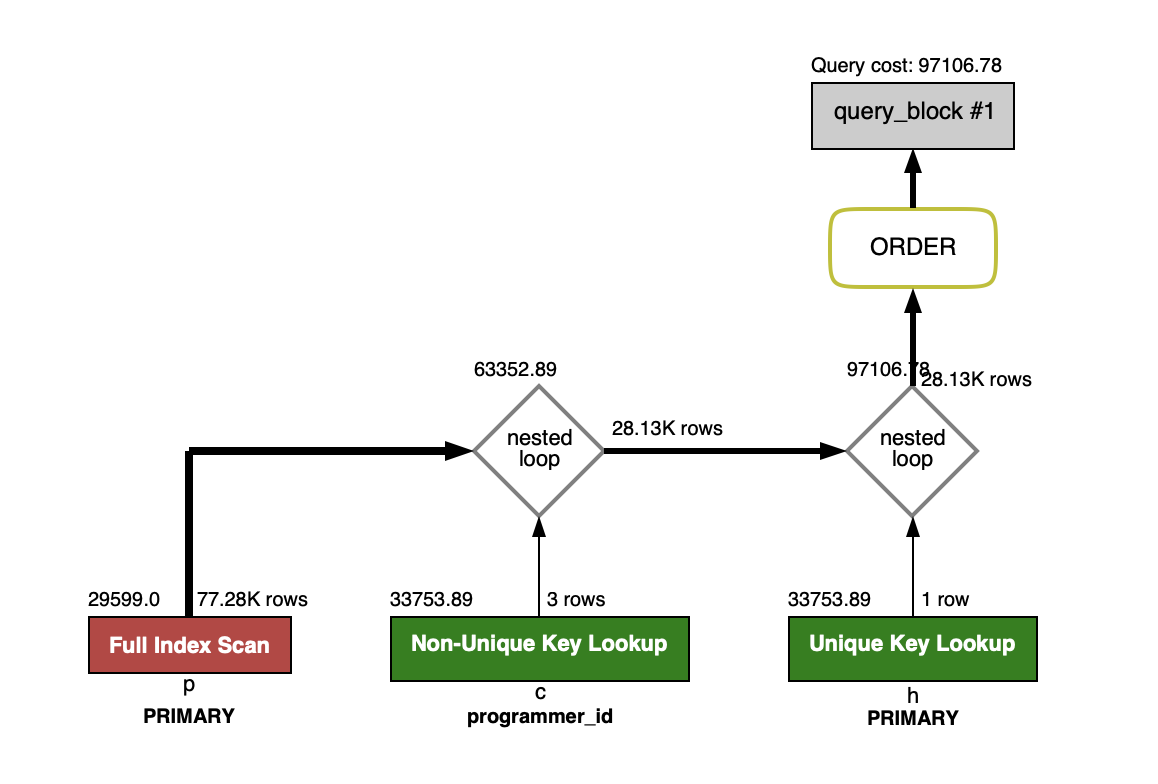 Query cost: 97106.78
query_block #1
ORDER
63352.89
97106.78
28.13K rows
nested
loop
28.13K rows
nested
loop
29599.0
77.28K rows
33753.89
3 rows
33753.89
1 row
Full Index Scan
Non-Unique Key Lookup
Unique Key Lookup
p
c
h
PRIMARY
programmer_id
PRIMARY